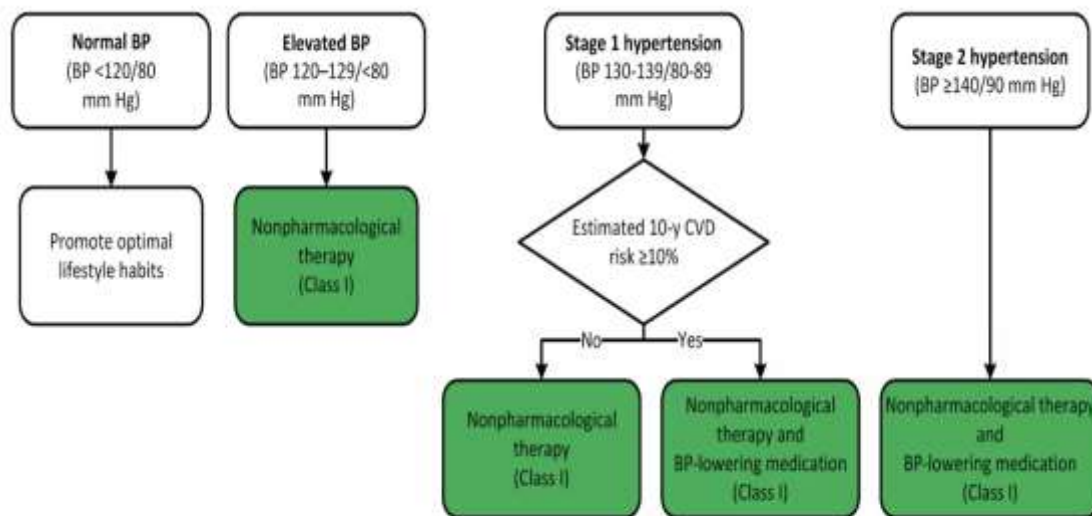 Normal BP
(BP <120/80
mm Hg)
Elevated BP
(BP 120–129/<80
mm Hg)
Stage 1 hypertension
(BP 130-139/80-89
mm Hg)
Stage 2 hypertension
(BP ≥140/90 mm Hg)
Promote optimal
lifestyle habits
Nonpharmacological
therapy
(Class I)
Estimated 10-y CVD
risk ≥10%
No
Yes
Nonpharmacological
therapy
(Class I)
Nonpharmacological
therapy and
BP-lowering medication
(Class I)
Nonpharmacological therapy
and
BP-lowering medication
(Class I)